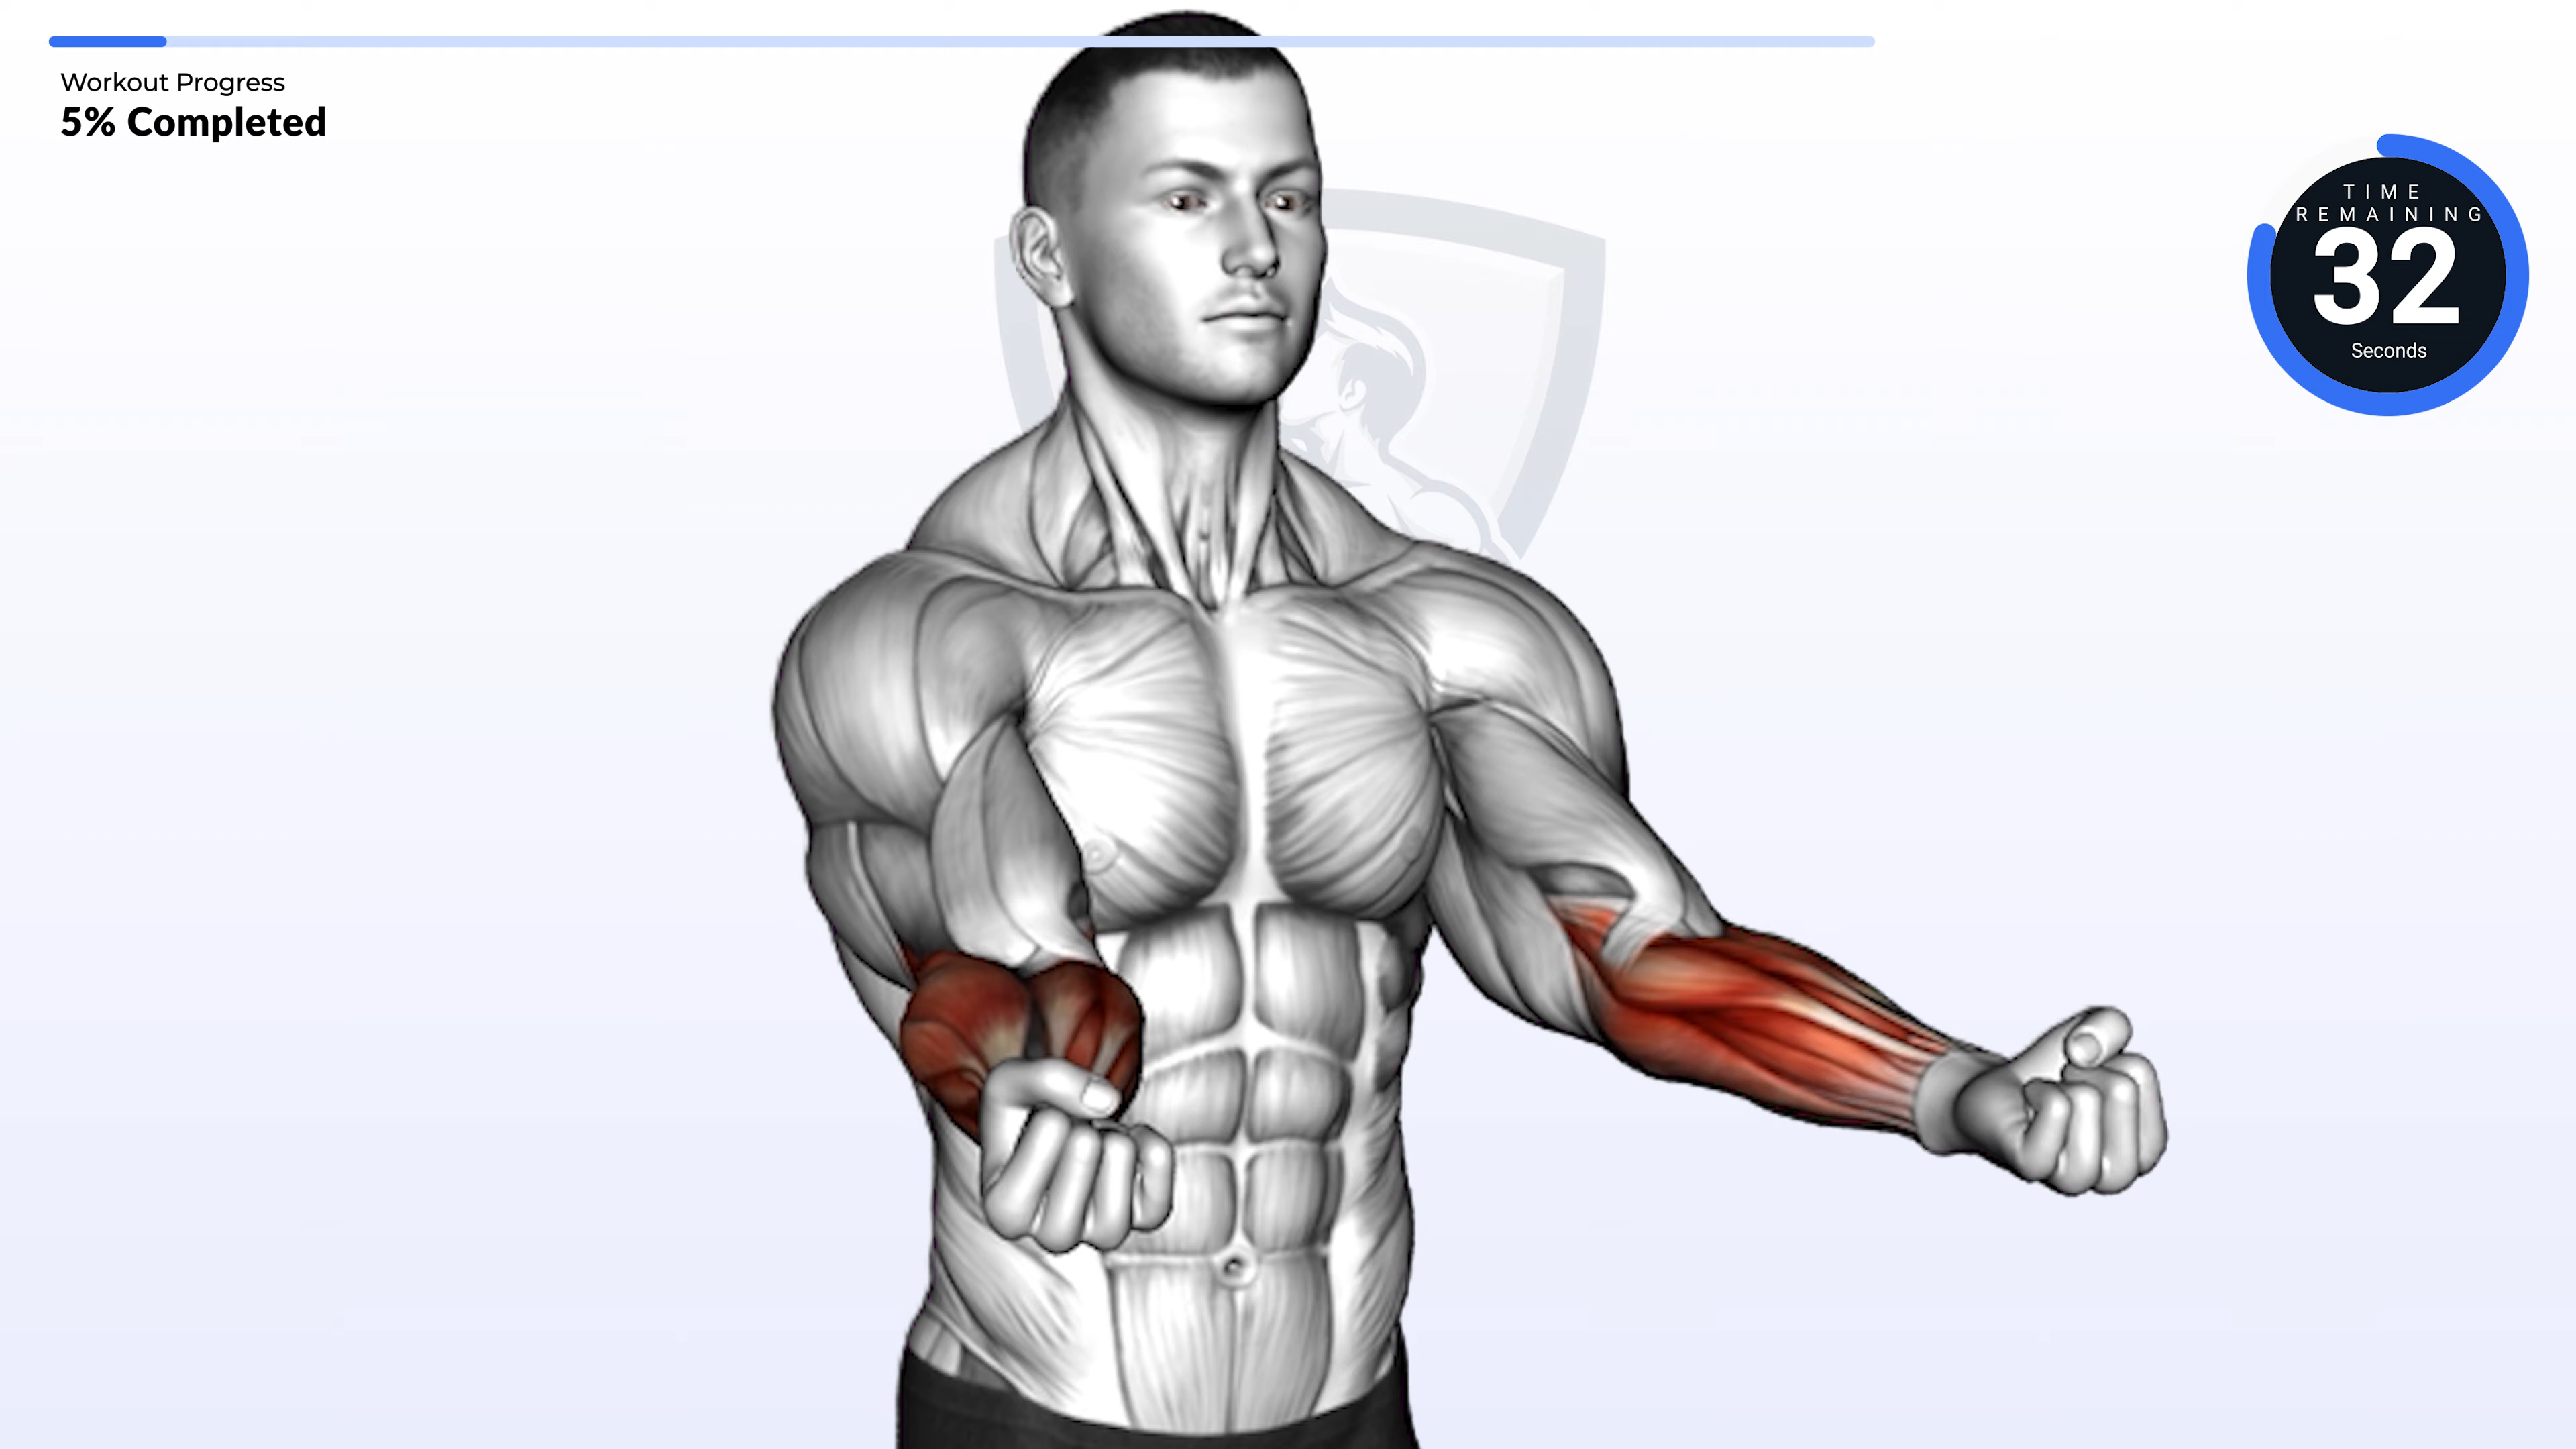 Workout Progress
5% Completed
TIME
REMAINING
32
Seconds